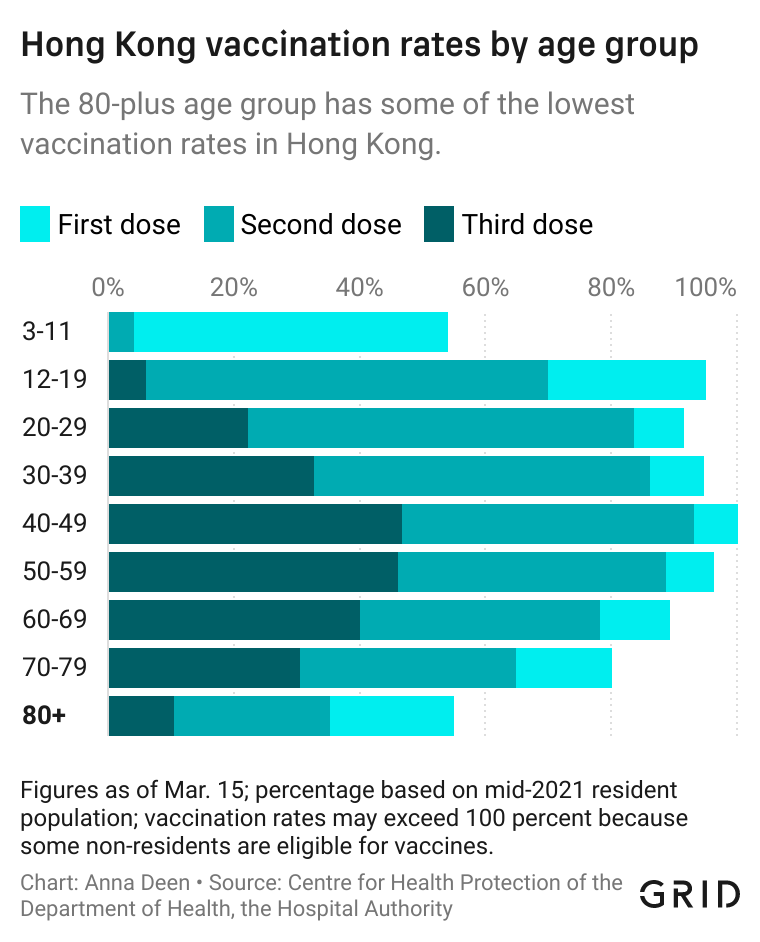 Hong Kong vaccination rates by age group
The 80-plus age group has some of the lowest
vaccination rates in Hong Kong.
First dose Second dose Third dose
0% 20% 40% 60% 80% 100%
3-11
12-19
20-29
30-39
40-49
50-59
60-69
70-79
80+
Figures as of Mar. 15; percentage based on mid-2021 resident
population; vaccination rates may exceed 100 percent because
some non-residents are eligible for vaccines.
Chart: Anna Deen • Source: Centre for Health Protection of the
Department of Health, the Hospital Authority
GRID